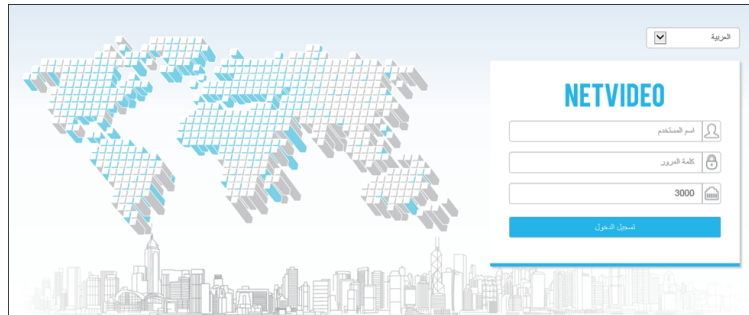 العربية
NETVIDEO
اسم المستخدم
كلمة المرور
3000
تسجيل الدخول